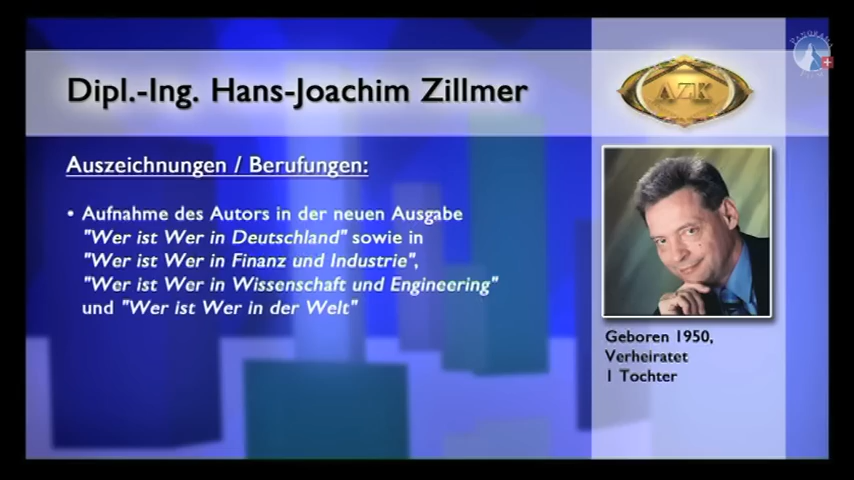 Dipl.-Ing. Hans-Joachim Zillmer
AZK
PANORAMA
Auszeichnungen / Berufungen:
• Aufnahme des Autors in der neuen Ausgabe
"Wer ist Wer in Deutschland" sowie in
"Wer ist Wer in Finanz und Industrie",
"Wer ist Wer in Wissenschaft und Engineering"
und "Wer ist Wer in der Welt"
Geboren 1950,
Verheiratet
1 Tochter